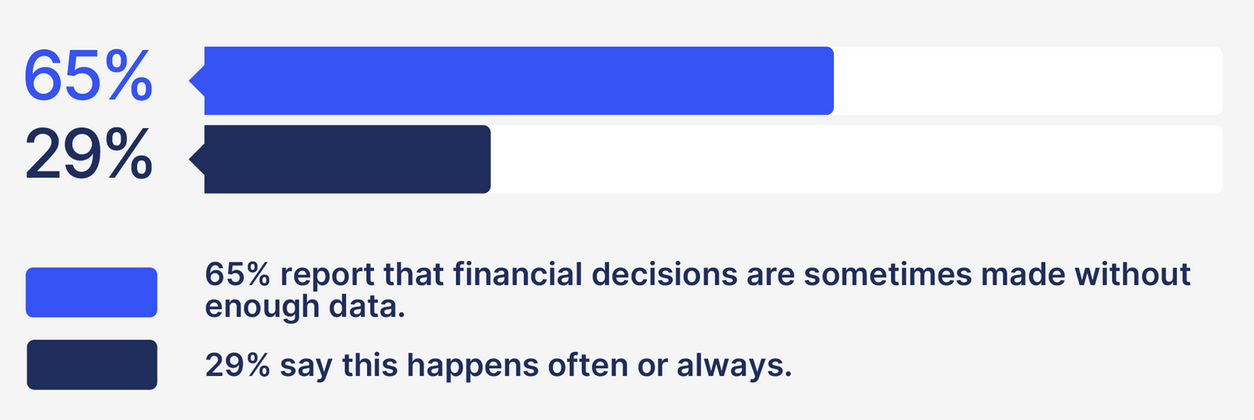 65%
29%
65% report that financial decisions are sometimes made without
enough data.
29% say this happens often or always.